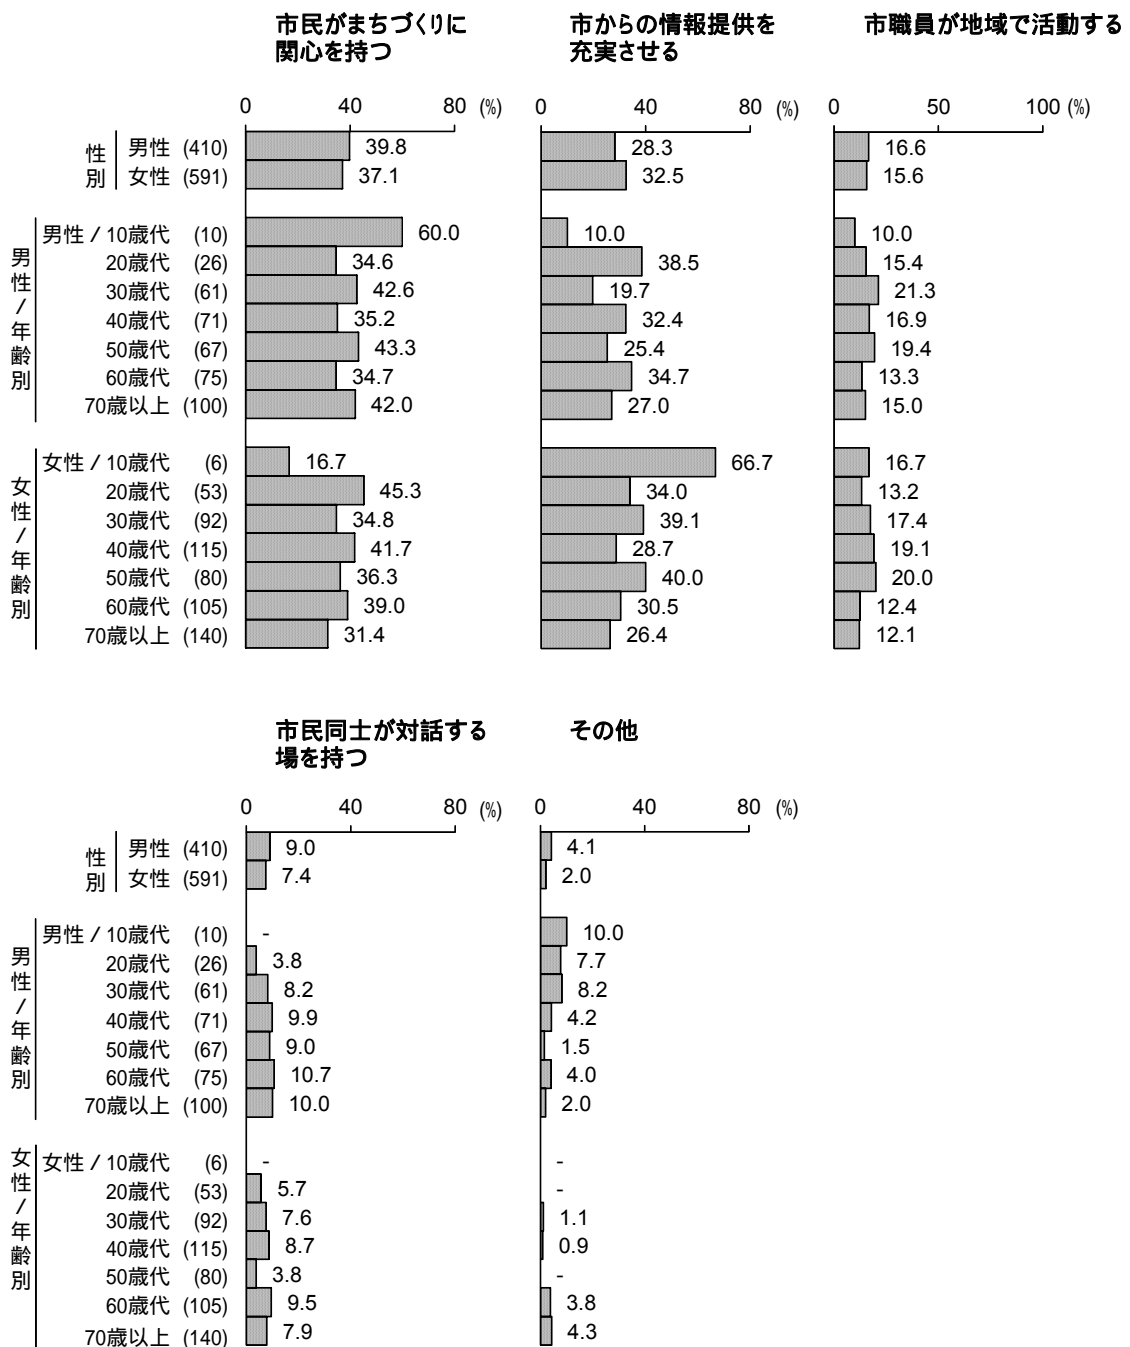 市民がまちづくりに
関心を持つ
市からの情報提供を
充実させる
市職員が地域で活動する
0 40 80 (%) 0 40 80 (%) 0 50 100 (%)
性別
男性 (410) 39.8 28.3 16.6
女性 (591) 37.1 32.5 15.6
男性/年齢別
男性 / 10歳代 (10) 60.0 10.0 10.0
20歳代 (26) 34.6 38.5 15.4
30歳代 (61) 42.6 19.7 21.3
40歳代 (71) 35.2 32.4 16.9
50歳代 (67) 43.3 25.4 19.4
60歳代 (75) 34.7 34.7 13.3
70歳以上 (100) 42.0 27.0 15.0
女性/年齢別
女性 / 10歳代 (6) 16.7 66.7 16.7
20歳代 (53) 45.3 34.0 13.2
30歳代 (92) 34.8 39.1 17.4
40歳代 (115) 41.7 28.7 19.1
50歳代 (80) 36.3 40.0 20.0
60歳代 (105) 39.0 30.5 12.4
70歳以上 (140) 31.4 26.4 12.1
市民同士が対話する
場を持つ
その他
0 40 80 (%) 0 40 80 (%)
性別
男性 (410) 9.0 4.1
女性 (591) 7.4 2.0
男性/年齢別
男性 / 10歳代 (10) - 10.0
20歳代 (26) 3.8 7.7
30歳代 (61) 8.2 8.2
40歳代 (71) 9.9 4.2
50歳代 (67) 9.0 1.5
60歳代 (75) 10.7 4.0
70歳以上 (100) 10.0 2.0
女性/年齢別
女性 / 10歳代 (6) - -
20歳代 (53) 5.7 -
30歳代 (92) 7.6 1.1
40歳代 (115) 8.7 0.9
50歳代 (80) 3.8 -
60歳代 (105) 9.5 3.8
70歳以上 (140) 7.9 4.3